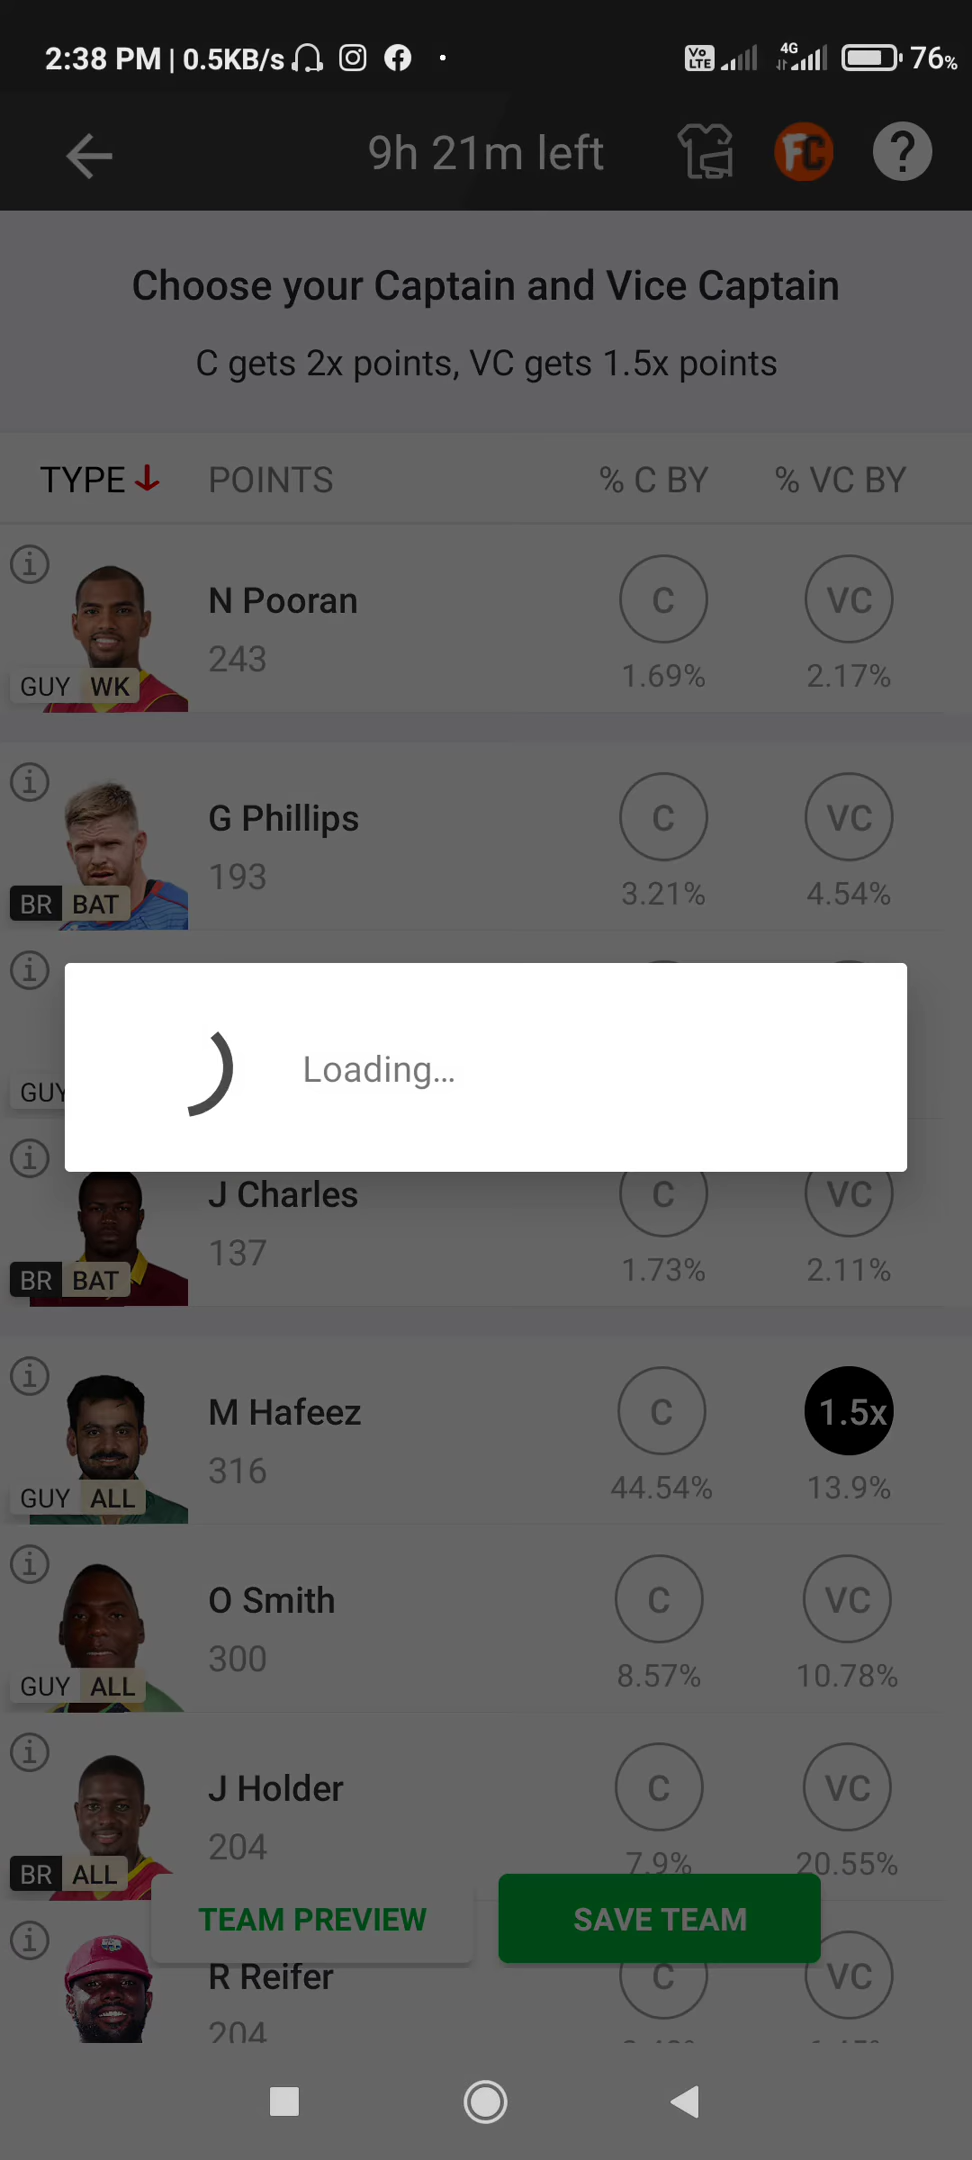 2:38 PM | 0.5KB/s
Vo LTE 4G 76%
9h 21m left FC ?
Choose your Captain and Vice Captain
C gets 2x points, VC gets 1.5x points
TYPE POINTS % C BY % VC BY
i
N Pooran C VC
243 1.69% 2.17%
GUY WK
i
G Phillips C VC
193 3.21% 4.54%
BR BAT
i
Loading...
GUY
i
J Charles C VC
137 1.73% 2.11%
BR BAT
i
M Hafeez C 1.5x
316 44.54% 13.9%
GUY ALL
i
O Smith C VC
300 8.57% 10.78%
GUY ALL
i
J Holder C VC
204 7.9% 20.55%
BR ALL
TEAM PREVIEW SAVE TEAM
i
R Reifer C VC
204